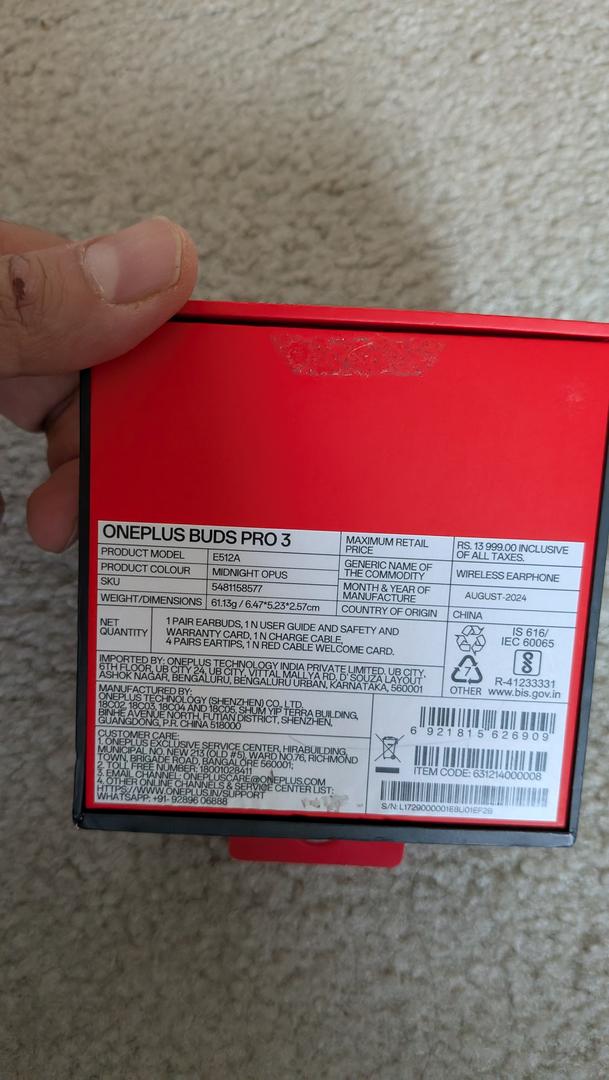 ONEPLUS BUDS PRO 3
PRODUCT MODEL E512A
PRODUCT COLOUR MIDNIGHT OPUS
SKU 5481158577
WEIGHT/DIMENSIONS 61.13g / 6.47*5.23*2.57cm
MAXIMUM RETAIL
PRICE
RS. 13 999.00 INCLUSIVE
OF ALL TAXES.
GENERIC NAME OF
THE COMMODITY
WIRELESS EARPHONE
MONTH & YEAR OF
MANUFACTURE
AUGUST-2024
COUNTRY OF ORIGIN CHINA
NET
QUANTITY
1 PAIR EARBUDS, 1 N USER GUIDE AND SAFETY AND
WARRANTY CARD, 1 N CHARGE CABLE,
4 PAIRS EARTIPS, 1 N RED CABLE WELCOME CARD.
IMPORTED BY: ONEPLUS TECHNOLOGY INDIA PRIVATE LIMITED. UB CITY,
6TH FLOOR, UB CITY 24, UB CITY, VITTAL MALLYA RD, D' SOUZA LAYOUT
ASHOK NAGAR, BENGALURU, BENGALURU URBAN, KARNATAKA, 560001
7
OTHER
IS 616/
IEC 60065
R-41233331
www.bis.gov.in
MANUFACTURED BY:
ONEPLUS TECHNOLOGY (SHENZHEN) CO., LTD.
18C02, 18C03, 18C04 AND 18C05, SHUM YIP TERRA BUILDING,
BINHE AVENUE NORTH, FUTIAN DISTRICT, SHENZHEN,
GUANGDONG, P.R. CHINA 518000
CUSTOMER CARE:
1. ONEPLUS EXCLUSIVE SERVICE CENTER, HIRABUILDING,
MUNICIPAL NO. NEW 213 (OLD #5), WARD NO.76, RICHMOND
TOWN, BRIGADE ROAD, BANGALORE 560001;
2. TOLL FREE NUMBER: 18001028411
3. EMAIL CHANNEL: ONEPLUSCARE@ONEPLUS.COM
4. OTHER ONLINE CHANNELS & SERVICE CENTER LIST:
HTTPS://WWW.ONEPLUS.IN/SUPPORT
WHATSAPP: +91- 92896 06888
6 921815 626909
ITEM CODE: 631214000008
S/N: L1729000001E8U01EF2B